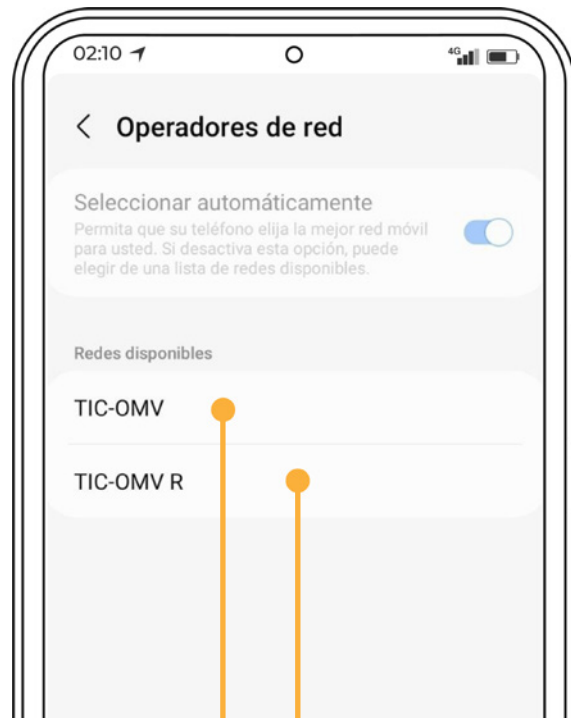 02:10
4G
Operadores de red
Seleccionar automáticamente
Permita que su teléfono elija la mejor red móvil
para usted. Si desactiva esta opción, puede
elegir de una lista de redes disponibles.
Redes disponibles
TIC-OMV
TIC-OMV R